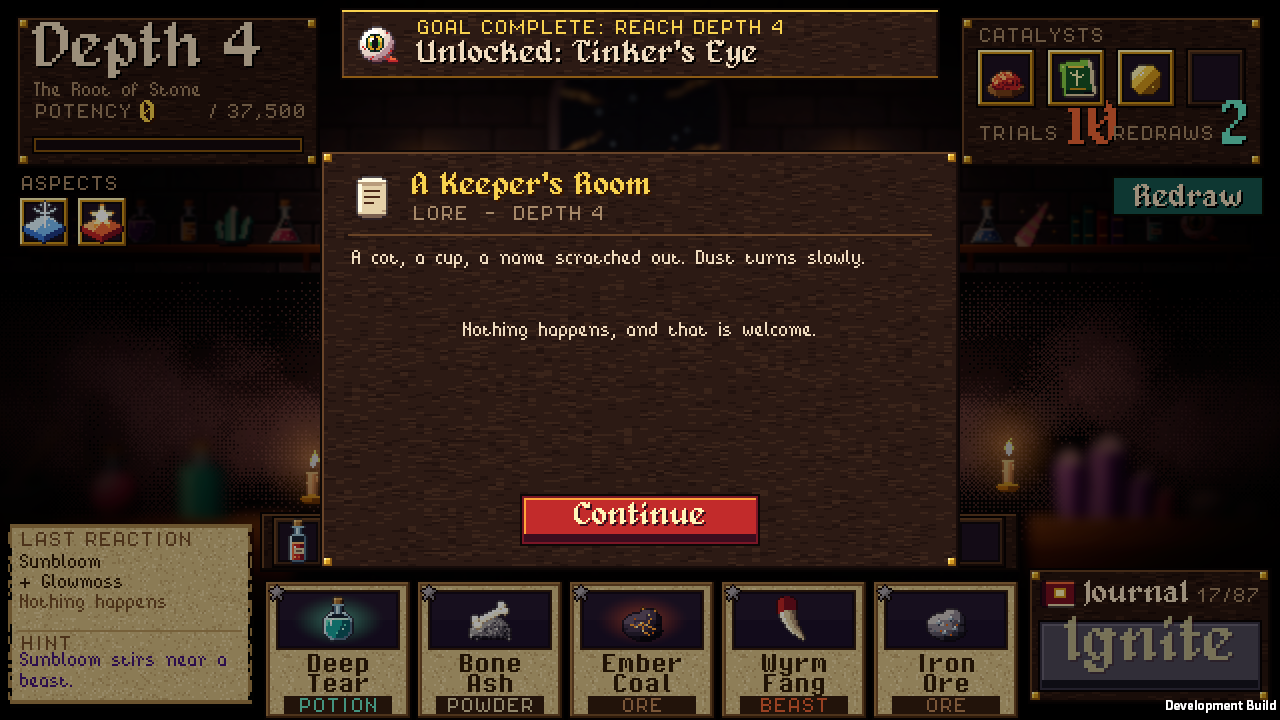 Depth 4
The Root of Stone
POTENCY 0 / 37,500
ASPECTS
GOAL COMPLETE: REACH DEPTH 4
Unlocked: Tinker's Eye
CATALYSTS
TRIALS 10 REDRAWS 2
Redraw
A Keeper's Room
LORE - DEPTH 4
A cot, a cup, a name scratched out. Dust turns slowly.
Nothing happens, and that is welcome.
Continue
LAST REACTION
Sunbloom
+ Glowmoss
Nothing happens
HINT
Sunbloom stirs near a
beast.
Deep
Tear
POTION
Bone
Ash
POWDER
Ember
Coal
ORE
Wyrm
Fang
BEAST
Iron
Ore
ORE
Journal 17/87
Ignite
Development Build